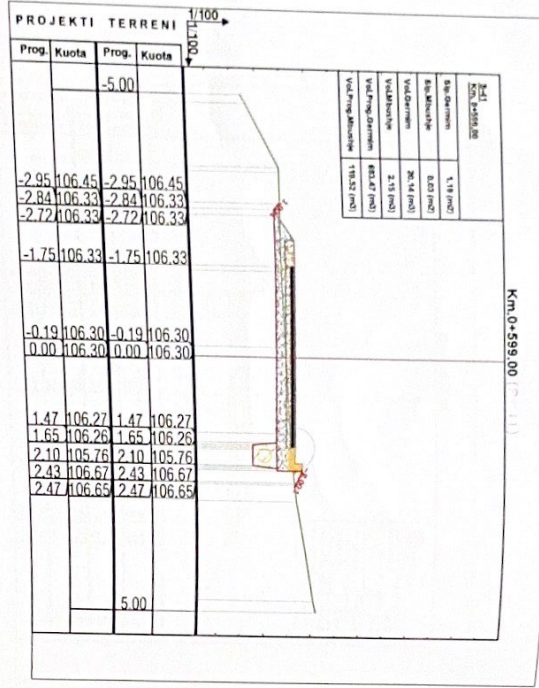 PROJEKTI TERRENI
1/100
1/100
Prog. Kuota Prog. Kuota
-5.00
-2.95 106.45 -2.95 106.45
-2.84 106.33 -2.84 106.33
-2.72 106.33 -2.72 106.33
-1.75 106.33 -1.75 106.33
-0.19 106.30 -0.19 106.30
0.00 106.30 0.00 106.30
1.47 106.27 1.47 106.27
1.65 106.26 1.65 106.26
2.10 105.76 2.10 105.76
2.43 106.67 2.43 106.67
2.47 106.65 2.47 106.65
5.00
Km. 0+599.00
Sip.Germim 1.19 (m2)
Sip.Mbushje 0.03 (m2)
Vol.Germim 20.14 (m3)
Vol.Mbushje 2.15 (m3)
Vol.Prog.Germim 683.47 (m3)
Vol.Prog.Mbushje 119.52 (m3)
Km.0+599.00